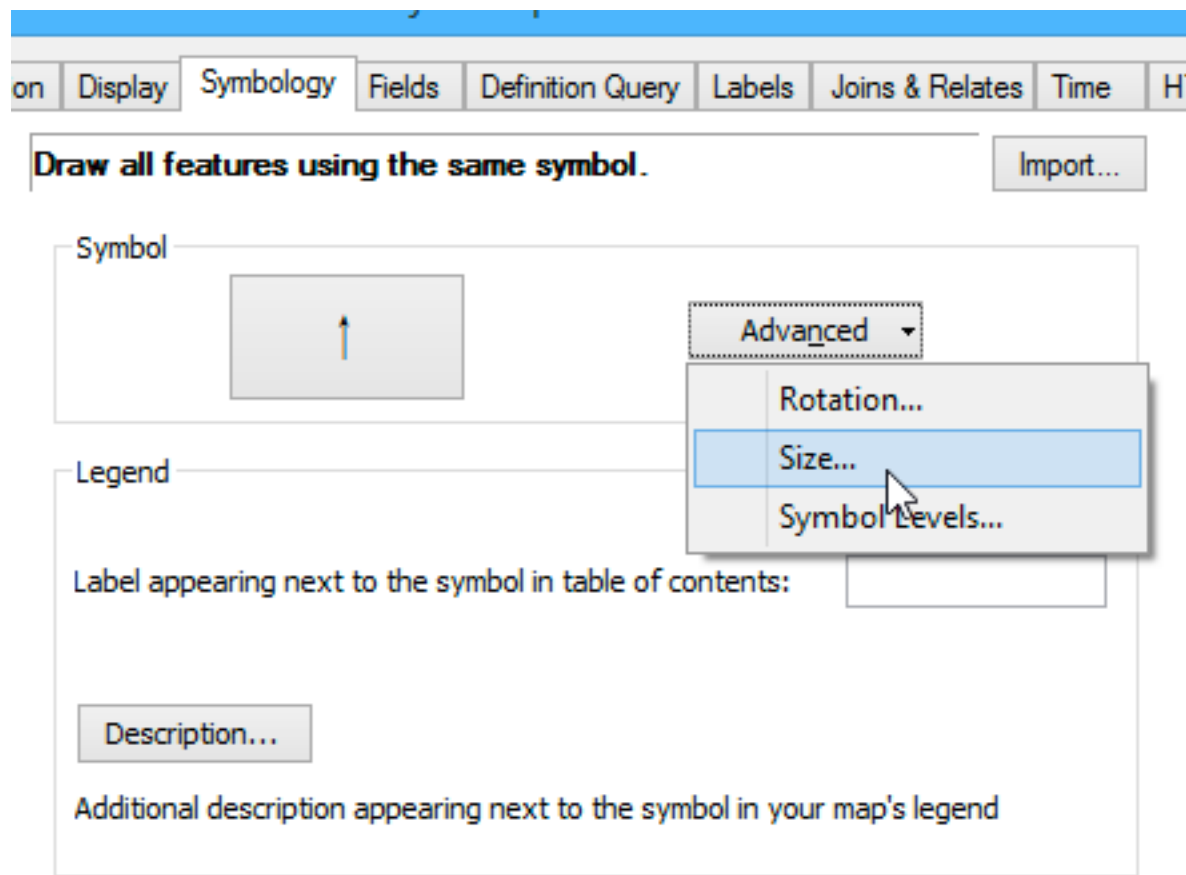 on Display Symbology Fields Definition Query Labels Joins & Relates Time H
Draw all features using the same symbol. Import...
Symbol
Advanced
Rotation...
Size...
Legend
Symbol Levels...
Label appearing next to the symbol in table of contents:
Description...
Additional description appearing next to the symbol in your map's legend